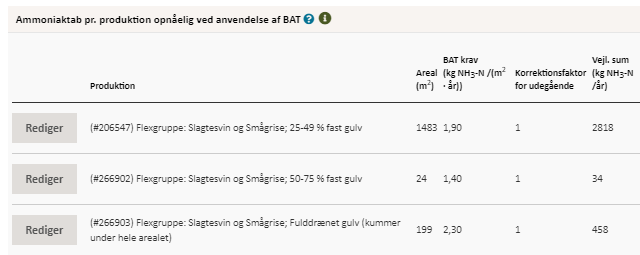 Ammoniaktab pr. produktion opnåelig ved anvendelse af BAT ? i
Produktion
Areal (m²)
BAT krav (kg NH3-N /(m² · år))
Korrektionsfaktor for udegående
Vejl. sum (kg NH3-N /år)
Rediger (#206547) Flexgruppe: Slagtesvin og Smågrise; 25-49 % fast gulv 1483 1,90 1 2818
Rediger (#266902) Flexgruppe: Slagtesvin og Smågrise; 50-75 % fast gulv 24 1,40 1 34
Rediger (#266903) Flexgruppe: Slagtesvin og Smågrise; Fulddrænet gulv (kummer
under hele arealet) 199 2,30 1 458